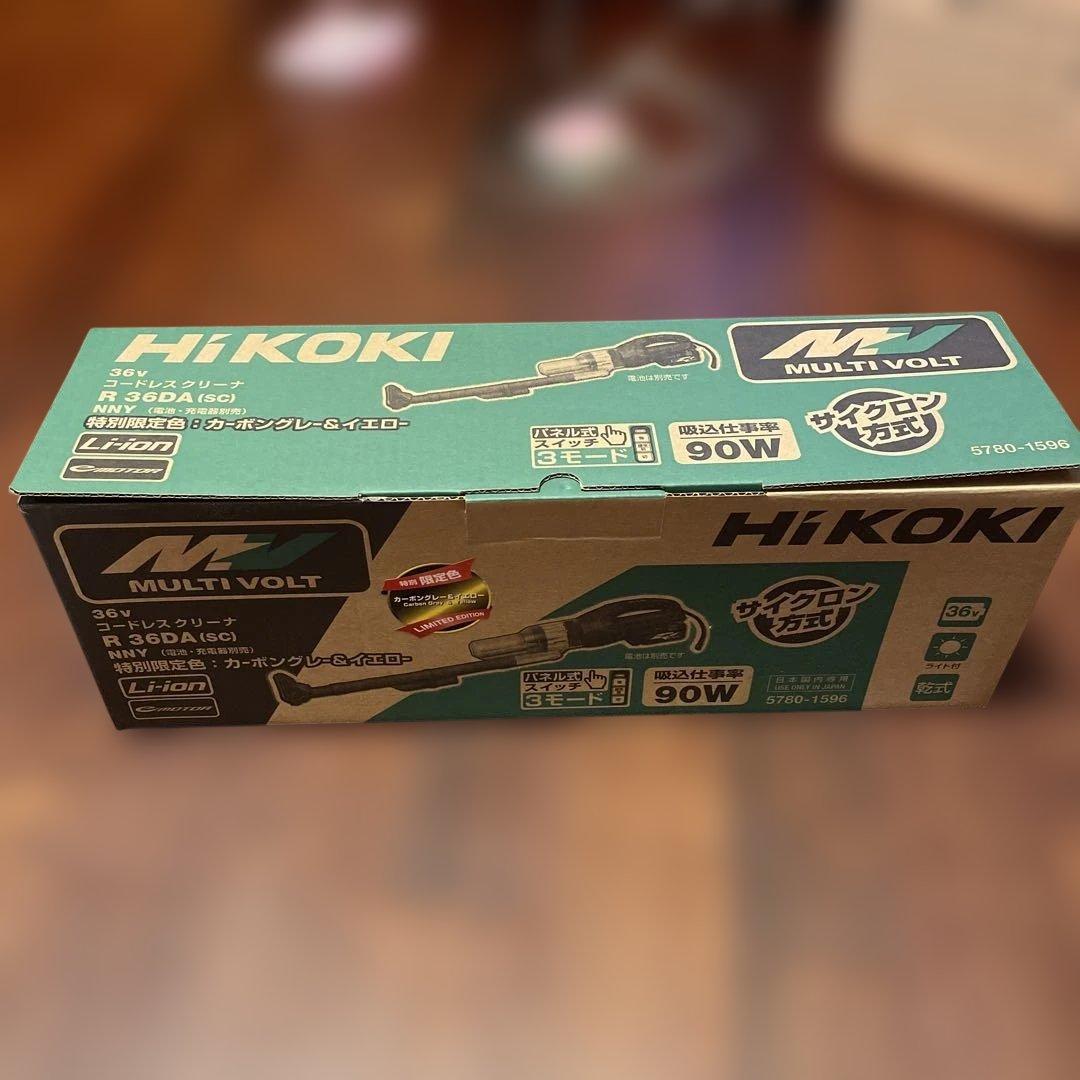 HiKOKI
36v
コードレスクリーナ
R 36DA (SC)
NNY (電池・充電器別売)
特別限定色:カーボングレー&イエロー
Li-ion
e MOTOR
電池は別売です
パネル式
スイッチ
3モード
吸込仕事率
90W
MV
MULTI VOLT
サイクロン
方式
5780-1596
MV
MULTI VOLT
36v
コードレスクリーナ
R 36DA (SC)
NNY (電池・充電器別売)
特別限定色:カーボングレー&イエロー
Li-ion
e MOTOR
特別 限定色
カーボングレー&イエロー
Carbon Gray & Yellow
LIMITED EDITION
電池は別売です
パネル式
スイッチ
3モード
吸込仕事率
90W
HiKOKI
サイクロン
方式
日本国内専用
USE ONLY IN JAPAN
5780-1596
36v
ライト付
乾式